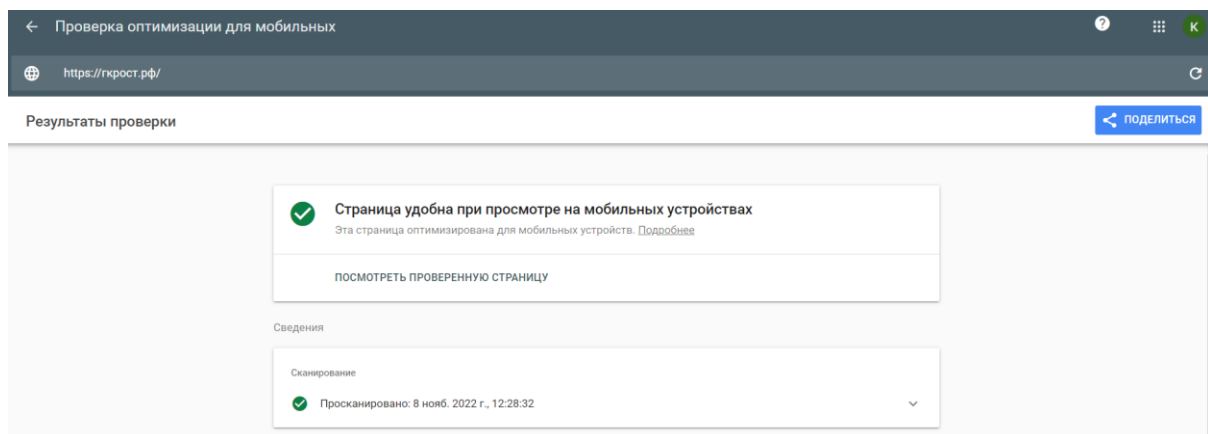 Проверка оптимизации для мобильных
K
https://гкрост.рф/
Результаты проверки
ПОДЕЛИТЬСЯ
Страница удобна при просмотре на мобильных устройствах
Эта страница оптимизирована для мобильных устройств. Подробнее
ПОСМОТРЕТЬ ПРОВЕРЕННУЮ СТРАНИЦУ
Сведения
Сканирование
Просканировано: 8 нояб. 2022 г., 12:28:32